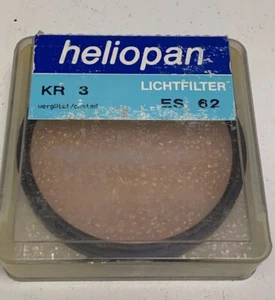 heliopan
KR 3 LICHTFILTER
vergütet/coated ES 62